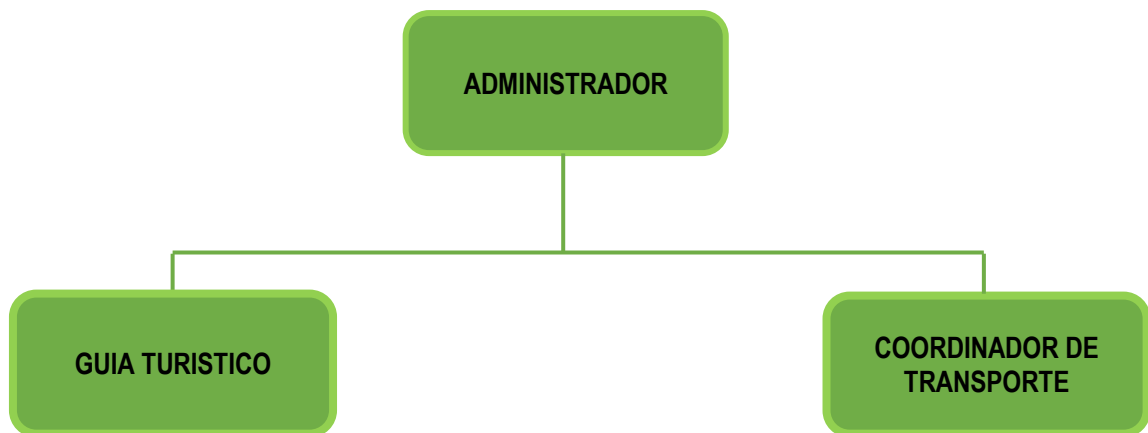 ADMINISTRADOR
GUIA TURISTICO
COORDINADOR DE
TRANSPORTE